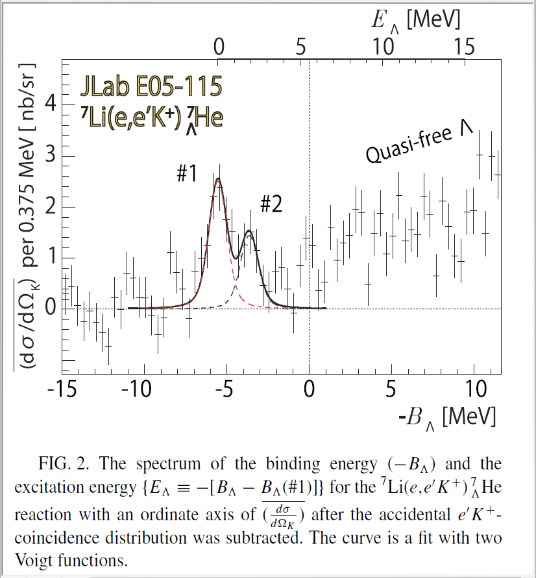 E_Λ [MeV]
0 5 10 15
JLab E05-115
⁷Li(e,e′K⁺) ⁷_ΛHe
Quasi-free Λ
#1
#2
(dσ/dΩ_K) per 0.375 MeV [nb/sr]
4
3
2
1
0
-15 -10 -5 0 5 10
-B_Λ [MeV]
FIG. 2. The spectrum of the binding energy (−B_Λ) and the
excitation energy {E_Λ ≡ −[B_Λ − B_Λ(#1)]} for the ⁷Li(e,e′K⁺)⁷_ΛHe
reaction with an ordinate axis of (dσ/dΩ_K) after the accidental e′K⁺-
coincidence distribution was subtracted. The curve is a fit with two
Voigt functions.